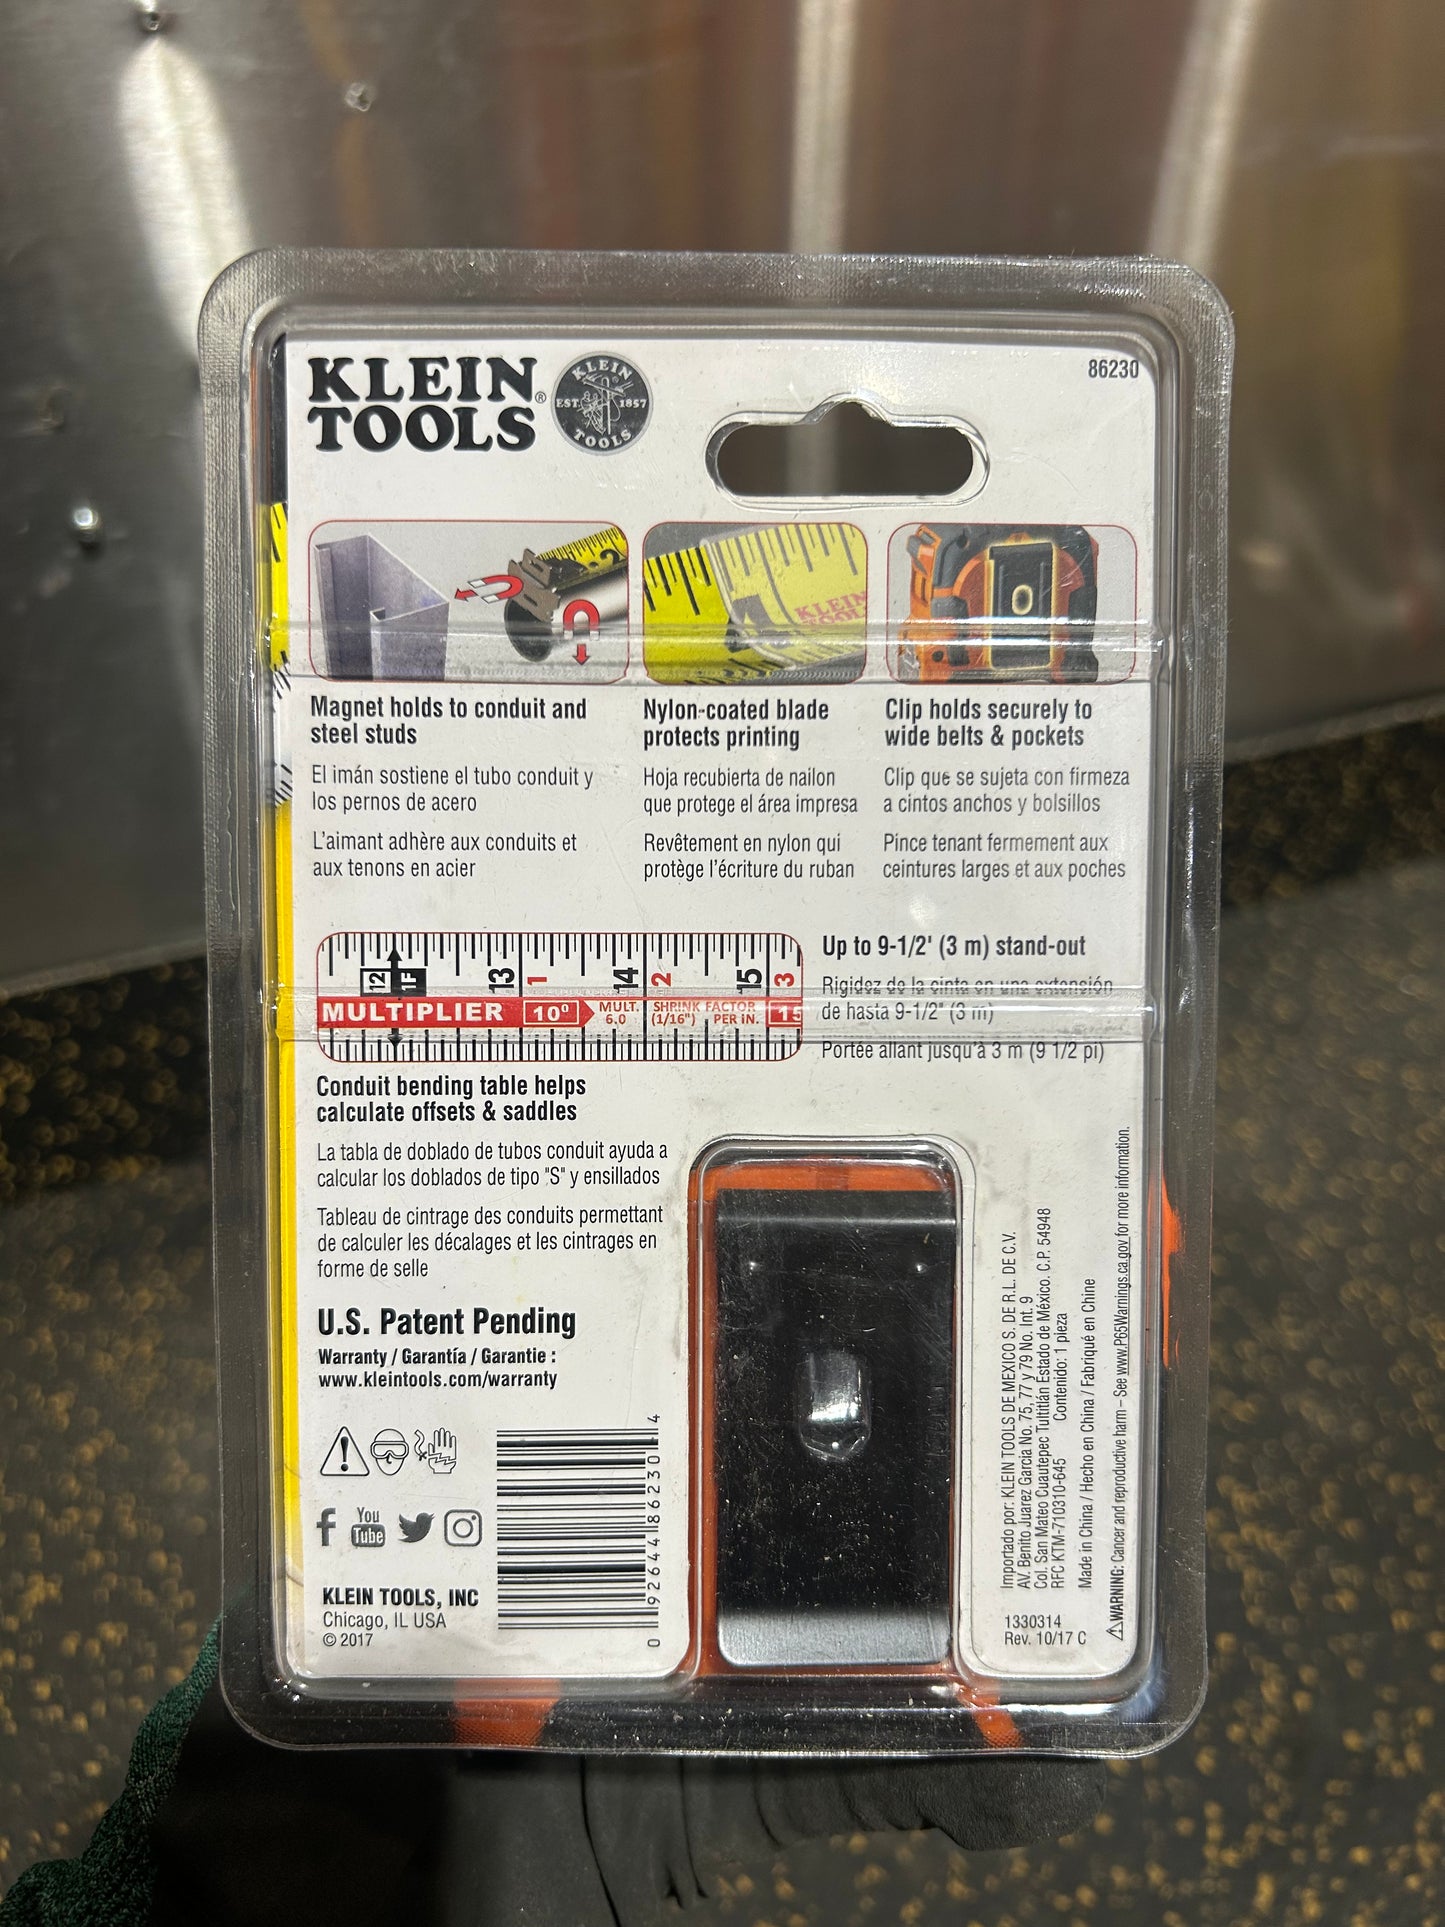 KLEIN
TOOLS®
KLEIN
EST. 1857
TOOLS
86230
2
KLEIN
TOOLS
Magnet holds to conduit and
steel studs
El imán sostiene el tubo conduit y
los pernos de acero
L'aimant adhère aux conduits et
aux tenons en acier
Nylon-coated blade
protects printing
Hoja recubierta de nailon
que protege el área impresa
Revêtement en nylon qui
protège l'écriture du ruban
Clip holds securely to
wide belts & pockets
Clip que se sujeta con firmeza
a cintos anchos y bolsillos
Pince tenant fermement aux
ceintures larges et aux poches
12 1F 13 1 14 2 15 3
MULTIPLIER 10° MULT. 6.0 SHRINK FACTOR (1/16") PER IN. 15
Conduit bending table helps
calculate offsets & saddles
La tabla de doblado de tubos conduit ayuda a
calcular los doblados de tipo "S" y ensillados
Tableau de cintrage des conduits permettant
de calculer les décalages et les cintrages en
forme de selle
Up to 9-1/2' (3 m) stand-out
Rigidez de la cinta en una extensión
de hasta 9-1/2" (3 m)
Portée allant jusqu'à 3 m (9 1/2 pi)
U.S. Patent Pending
Warranty / Garantía / Garantie :
www.kleintools.com/warranty
You
Tube
KLEIN TOOLS, INC
Chicago, IL USA
© 2017
0 92644 86230 4
Importado por: KLEIN TOOLS DE MEXICO S. DE R.L. DE C.V.
AV. Benito Juarez Garcia No. 75, 77 y 79 No. Int. 9
Col. San Mateo Cuautepec Tultitlán Estado de México. C.P. 54948
RFC KTM-710310-645 Contenido: 1 pieza
Made in China / Hecho en China / Fabriqué en Chine
⚠WARNING: Cancer and reproductive harm – See www.P65Warnings.ca.gov for more information.
1330314
Rev. 10/17 C